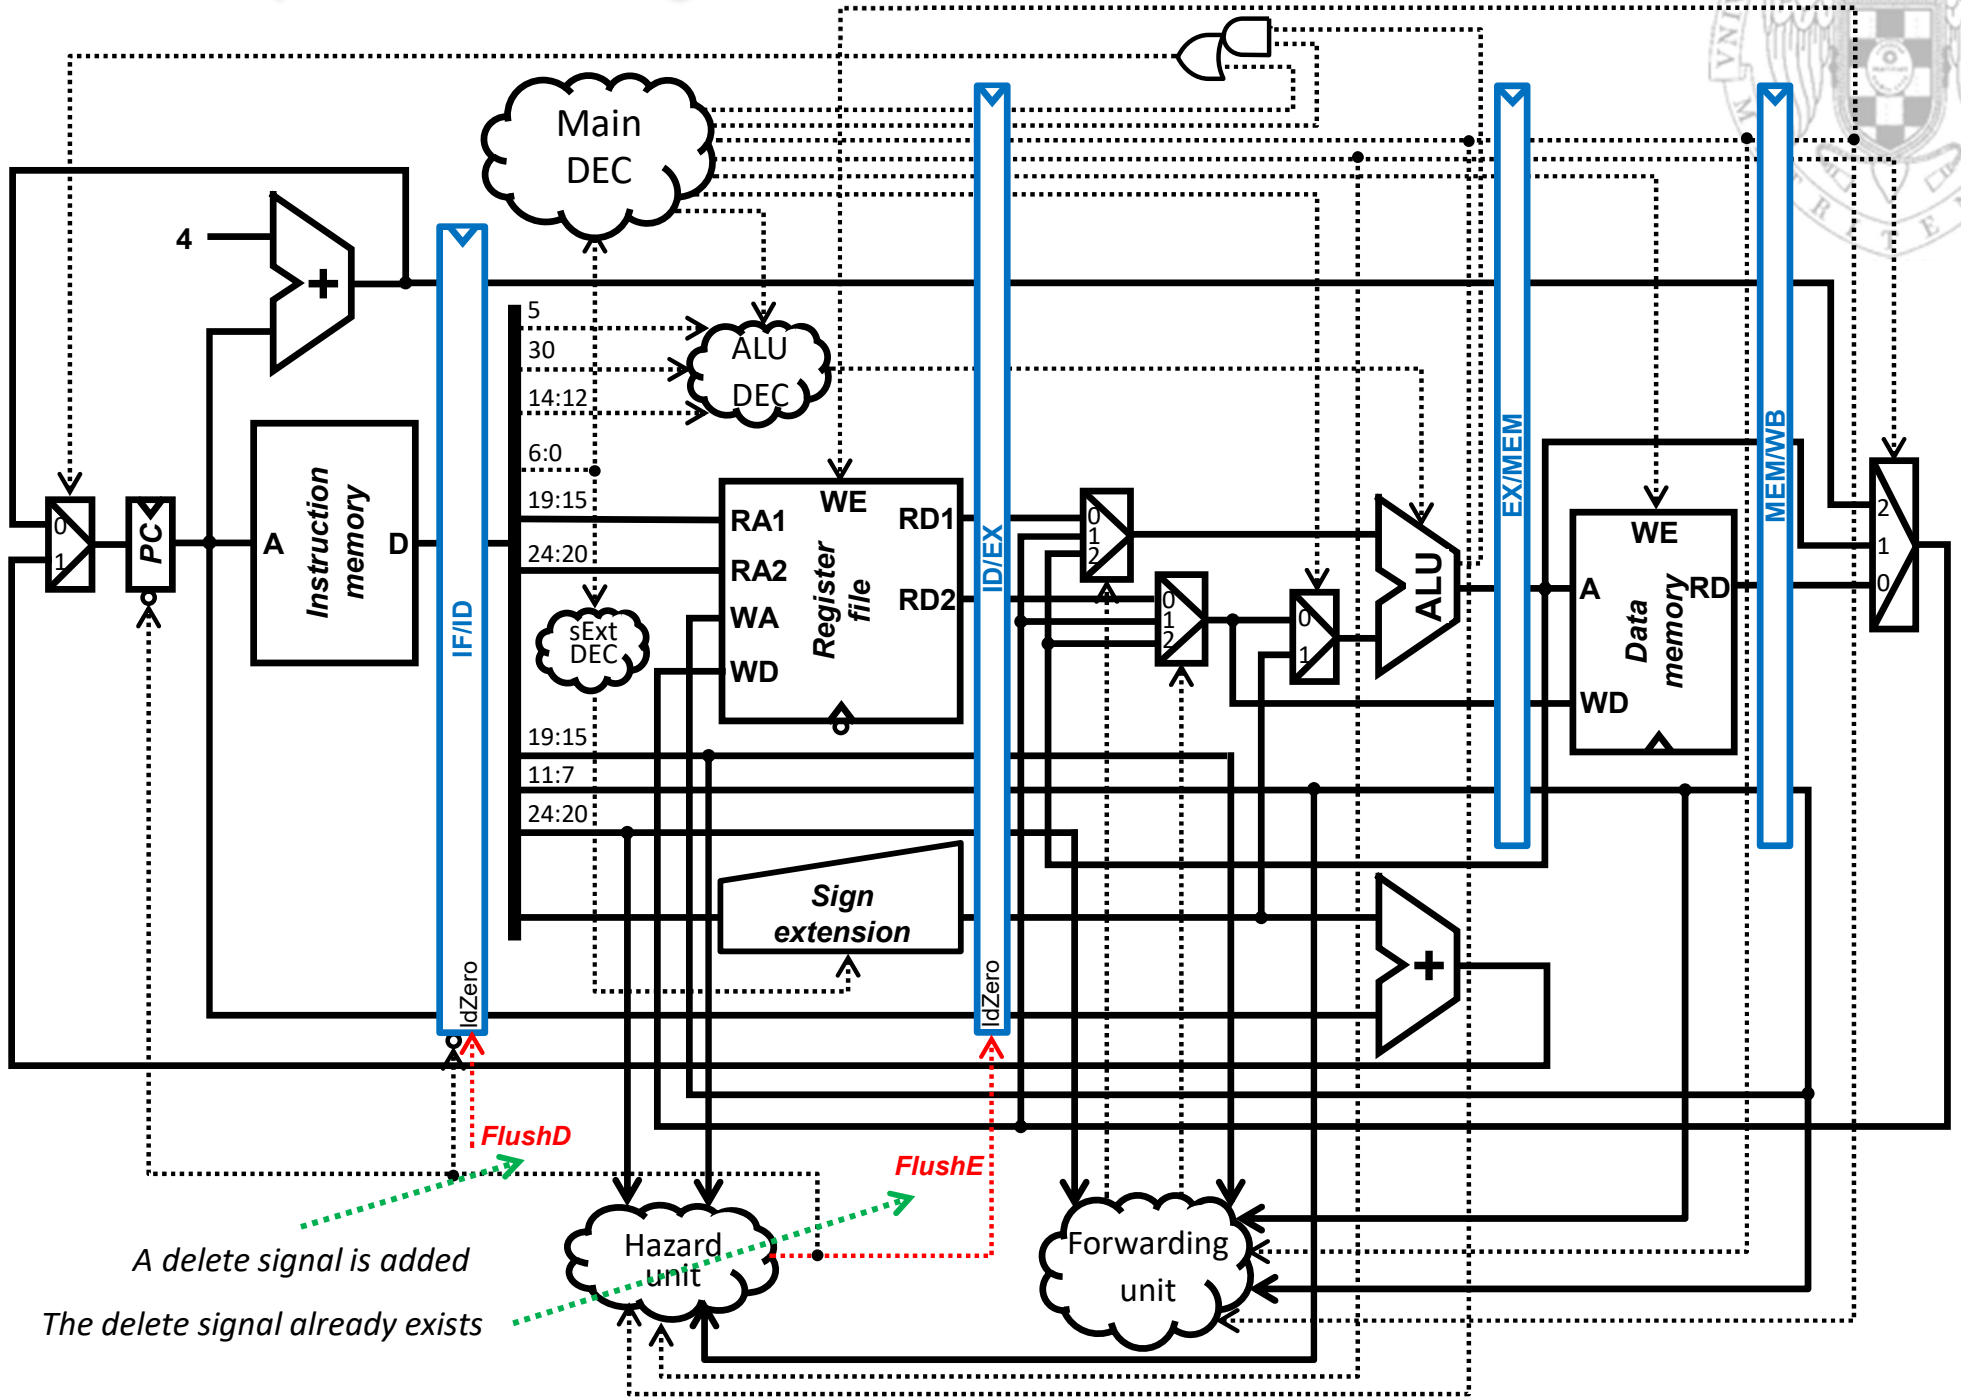 Main
DEC
4
5
30
14:12
6:0
19:15
24:20
ALU
DEC
0
1
PC
A
Instruction
memory
D
IF/ID
sExt
DEC
RA1
RA2
WA
WD
WE
Register
file
RD1
RD2
ID/EX
0
1
2
0
1
2
0
1
ALU
EX/MEM
A
WE
Data
memory
RD
WD
MEM/WB
2
1
0
19:15
11:7
24:20
Sign
extension
+
+
ldZero
ldZero
FlushD
FlushE
A delete signal is added
The delete signal already exists
Hazard
unit
Forwarding
unit